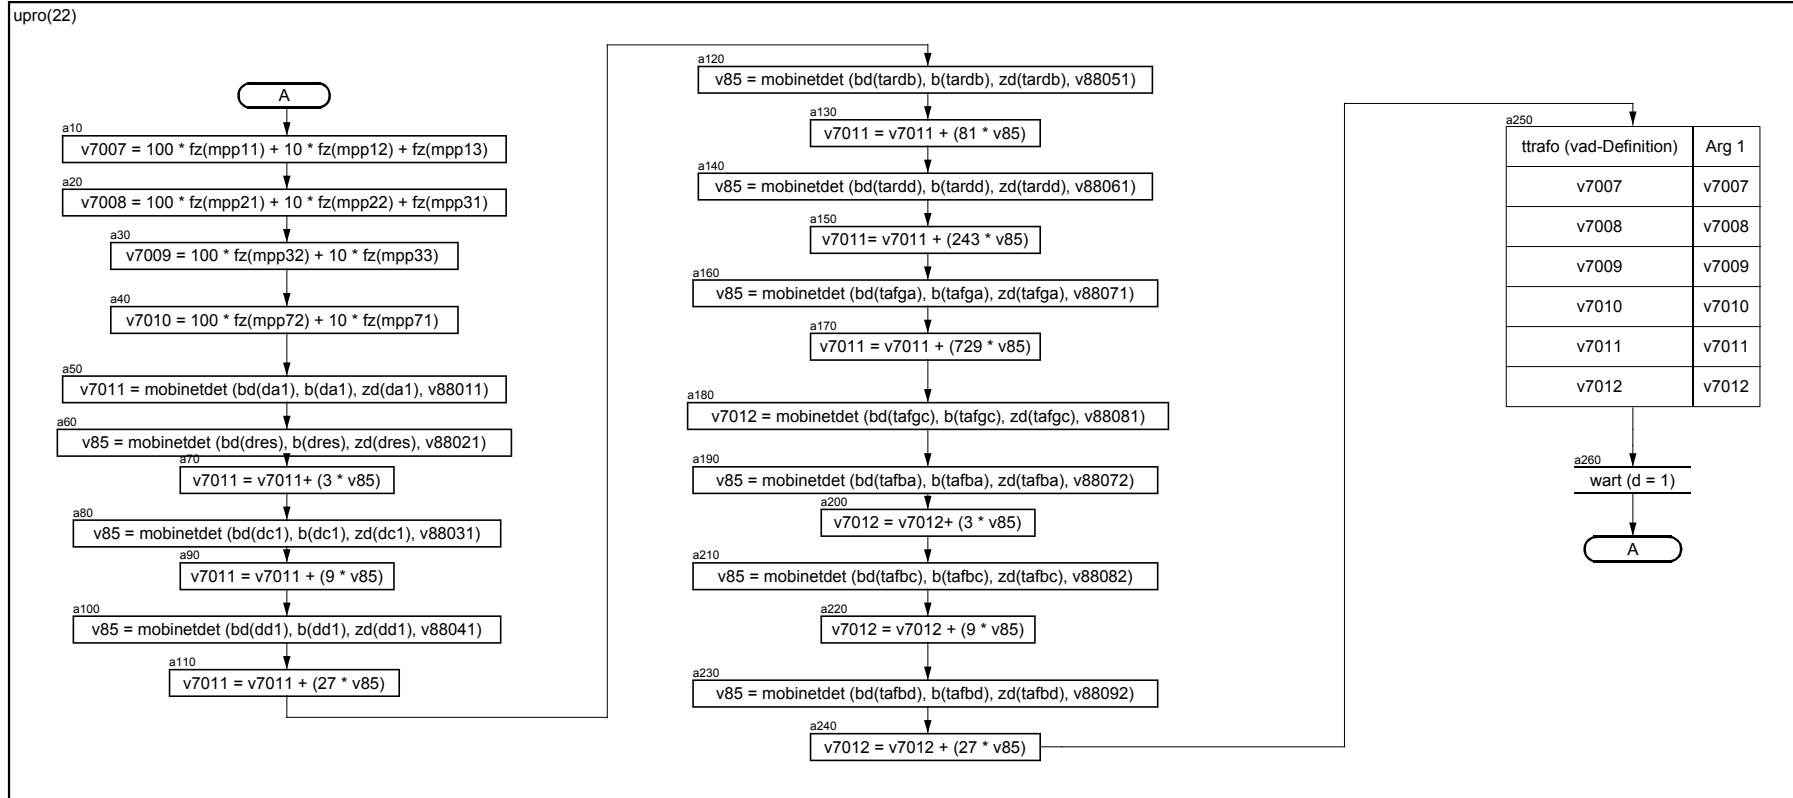 upro(22)
A
a10
v7007 = 100 * fz(mpp11) + 10 * fz(mpp12) + fz(mpp13)
a20
v7008 = 100 * fz(mpp21) + 10 * fz(mpp22) + fz(mpp31)
a30
v7009 = 100 * fz(mpp32) + 10 * fz(mpp33)
a40
v7010 = 100 * fz(mpp72) + 10 * fz(mpp71)
a50
v7011 = mobinetdet (bd(da1), b(da1), zd(da1), v88011)
a60
v85 = mobinetdet (bd(dres), b(dres), zd(dres), v88021)
a70
v7011 = v7011+ (3 * v85)
a80
v85 = mobinetdet (bd(dc1), b(dc1), zd(dc1), v88031)
a90
v7011 = v7011 + (9 * v85)
a100
v85 = mobinetdet (bd(dd1), b(dd1), zd(dd1), v88041)
a110
v7011 = v7011 + (27 * v85)
a120
v85 = mobinetdet (bd(tardb), b(tardb), zd(tardb), v88051)
a130
v7011 = v7011 + (81 * v85)
a140
v85 = mobinetdet (bd(tardd), b(tardd), zd(tardd), v88061)
a150
v7011= v7011 + (243 * v85)
a160
v85 = mobinetdet (bd(tafga), b(tafga), zd(tafga), v88071)
a170
v7011 = v7011 + (729 * v85)
a180
v7012 = mobinetdet (bd(tafgc), b(tafgc), zd(tafgc), v88081)
a190
v85 = mobinetdet (bd(tafba), b(tafba), zd(tafba), v88072)
a200
v7012 = v7012+ (3 * v85)
a210
v85 = mobinetdet (bd(tafbc), b(tafbc), zd(tafbc), v88082)
a220
v7012 = v7012 + (9 * v85)
a230
v85 = mobinetdet (bd(tafbd), b(tafbd), zd(tafbd), v88092)
a240
v7012 = v7012 + (27 * v85)
a250
ttrafo (vad-Definition) Arg 1
v7007 v7007
v7008 v7008
v7009 v7009
v7010 v7010
v7011 v7011
v7012 v7012
a260
wart (d = 1)
A